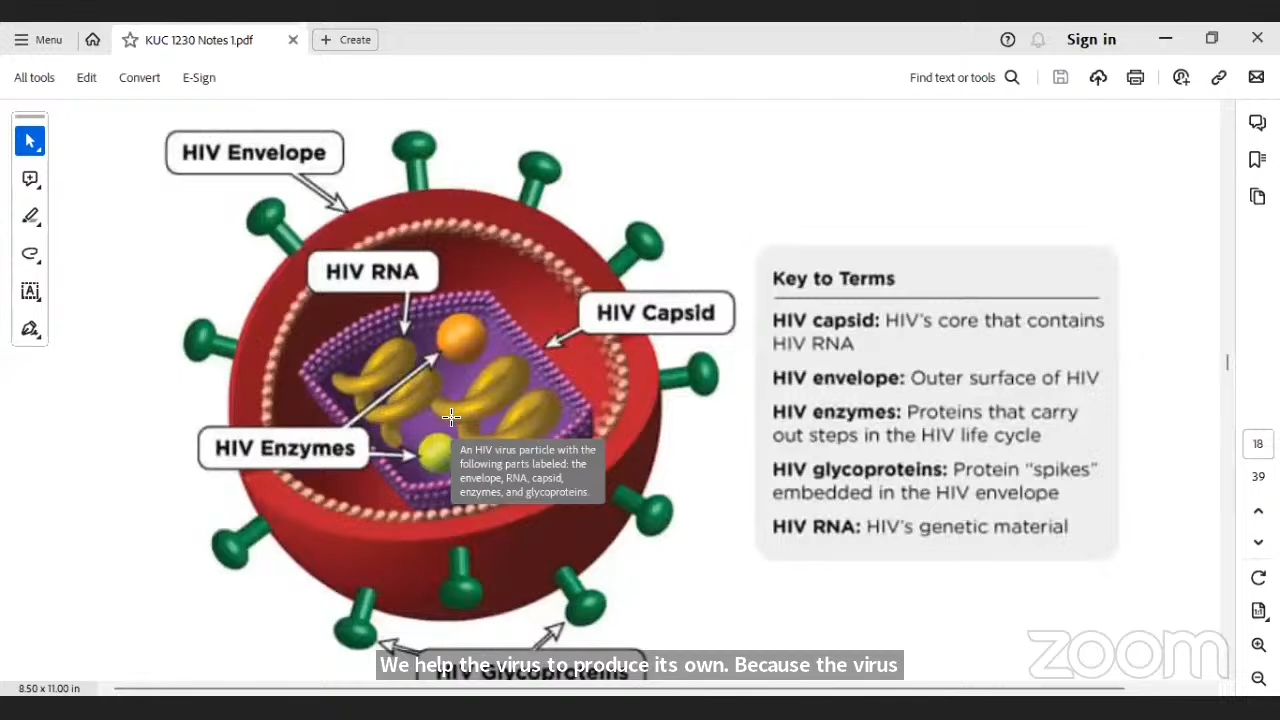 Menu
KUC 1230 Notes 1.pdf
Create
Sign in
All tools
Edit
Convert
E-Sign
Find text or tools
HIV Envelope
HIV RNA
HIV Capsid
HIV Enzymes
An HIV virus particle with the
following parts labeled: the
envelope, RNA, capsid,
enzymes, and glycoproteins.
Key to Terms
HIV capsid: HIV's core that contains
HIV RNA
HIV envelope: Outer surface of HIV
HIV enzymes: Proteins that carry
out steps in the HIV life cycle
HIV glycoproteins: Protein “spikes”
embedded in the HIV envelope
HIV RNA: HIV's genetic material
18
39
zoom
HIV Glycoproteins
We help the virus to produce its own. Because the virus
8.50 x 11.00 in